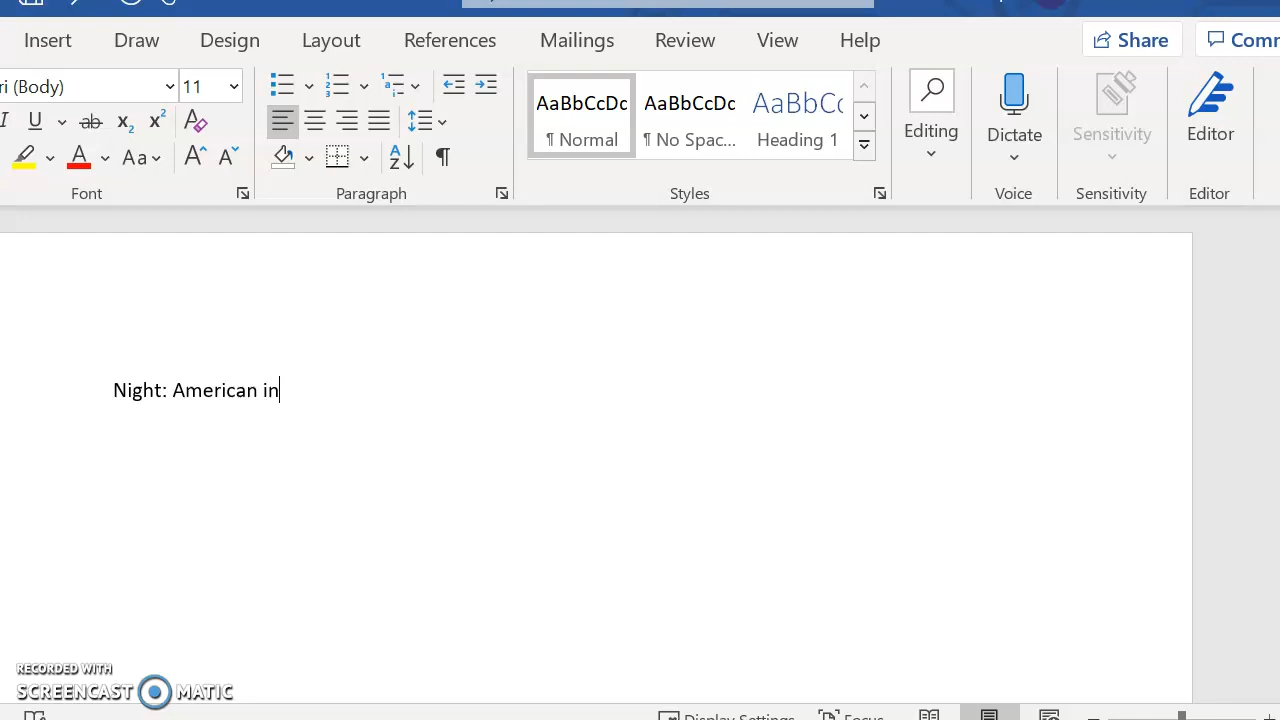 Insert Draw Design Layout References Mailings Review View Help Share Comm
ri (Body) 11
AaBbCcDc AaBbCcDc AaBbCc
¶ Normal ¶ No Spac... Heading 1
Editing Dictate Sensitivity Editor
Font Paragraph Styles Voice Sensitivity Editor
Night: American in
RECORDED WITH
SCREENCAST MATIC
Display Settings Focus